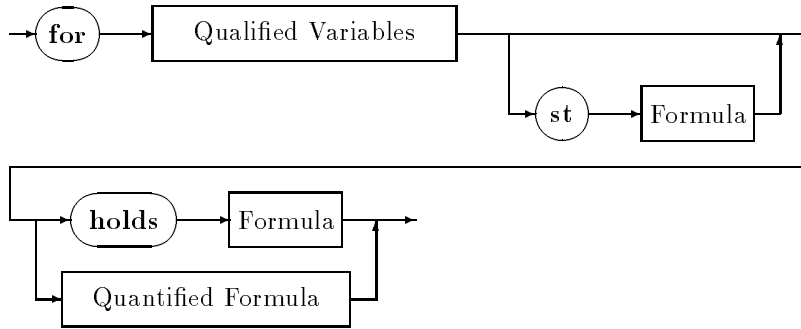 for Qualified Variables
st Formula
holds Formula
Quantified Formula